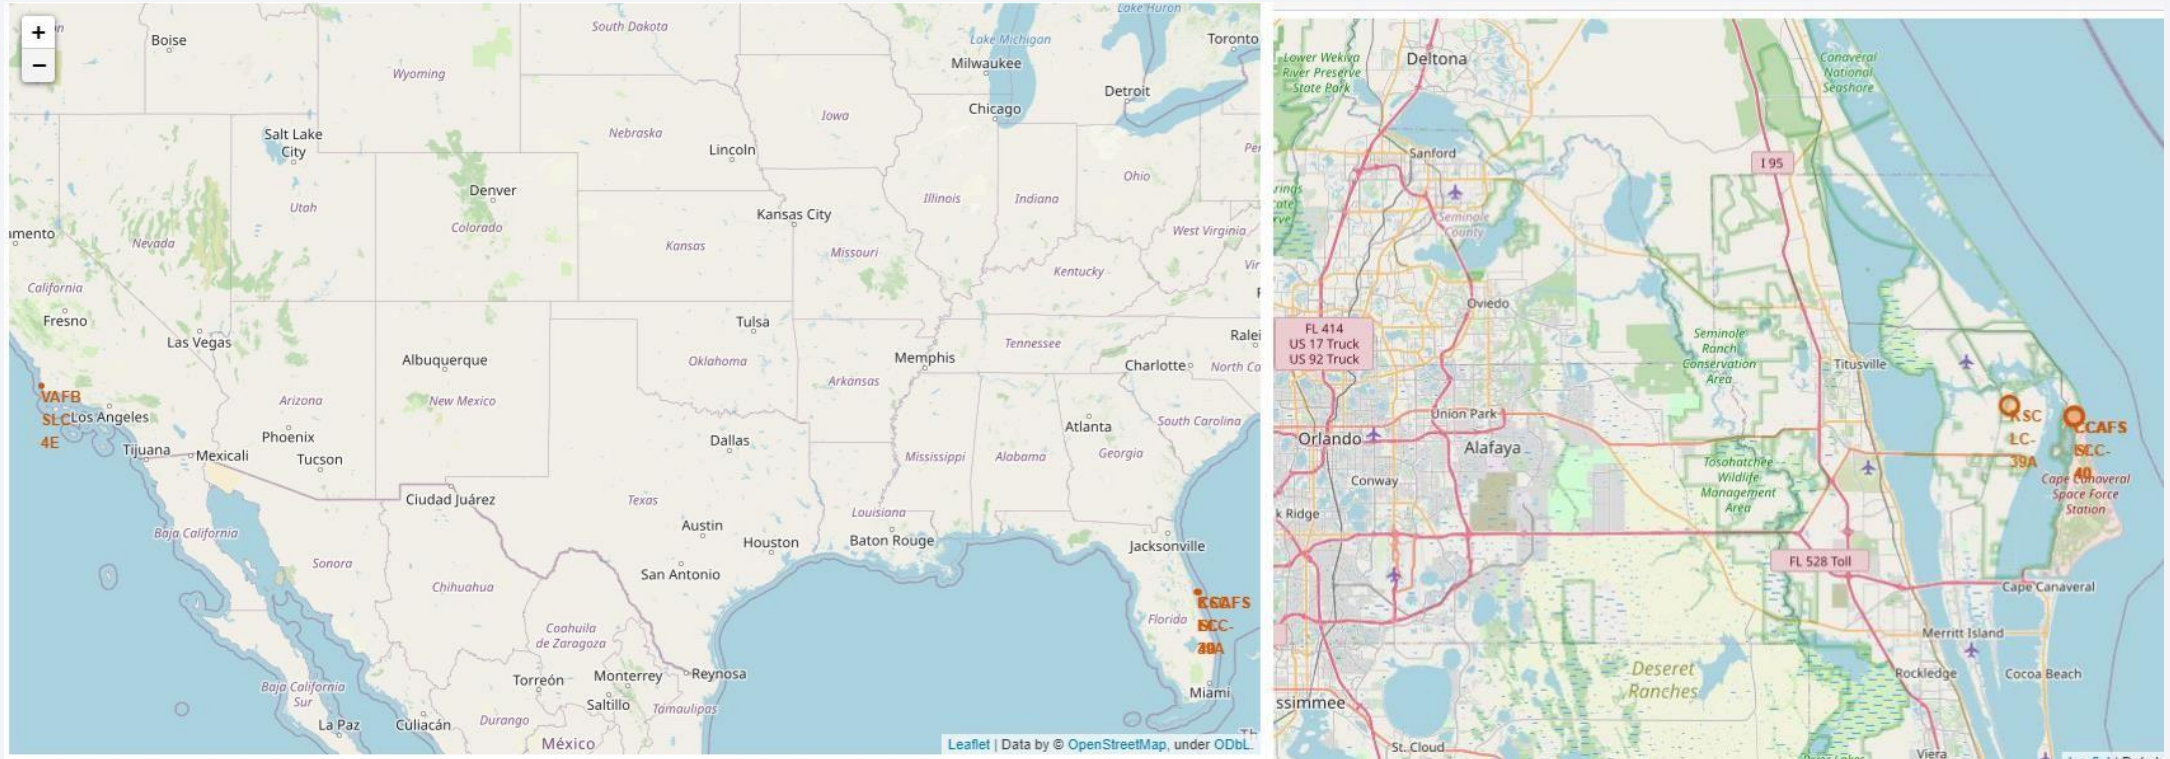 +
−
Boise
South Dakota
Lake Huron
Lake Michigan
Toronto
Wyoming
Milwaukee
Detroit
Chicago
Salt Lake
City
Iowa
Nebraska
Lincoln
Ohio
Denver
Utah
Illinois
Indiana
Colorado
Kansas City
Nevada
Kansas
Missouri
West Virginia
Kentucky
California
Fresno
Las Vegas
Tulsa
Albuquerque
Oklahoma
Memphis
Tennessee
Charlotte
Arkansas
VAFB
SLC-
4E
Los Angeles
Arizona
New Mexico
Phoenix
Tijuana
Mexicali
Tucson
Dallas
Atlanta
South Carolina
Mississippi
Alabama
Georgia
Ciudad Juárez
Texas
Louisiana
Austin
Houston
Baton Rouge
Jacksonville
Baja California
Sonora
Chihuahua
San Antonio
Florida
Coahuila
de Zaragoza
Reynosa
Torreón
Monterrey
Saltillo
Miami
Baja California
Sur
La Paz
Culiacán
Durango
Tamaulipas
México
Leaflet | Data by © OpenStreetMap, under ODbL.
Lower Wekiva
River Preserve
State Park
Deltona
Canaveral
National
Seashore
Sanford
I 95
Seminole
County
Oviedo
FL 414
US 17 Truck
US 92 Truck
Seminole
Ranch
Conservation
Area
Titusville
Union Park
Orlando
Alafaya
KSC
LC-
39A
CCAFS
Tosohatchee
Wildlife
Management
Area
Conway
Cape Canaveral
Space Force
Station
FL 528 Toll
Cape Canaveral
Merritt Island
Deseret
Ranches
Rockledge
Cocoa Beach
St. Cloud
Viera